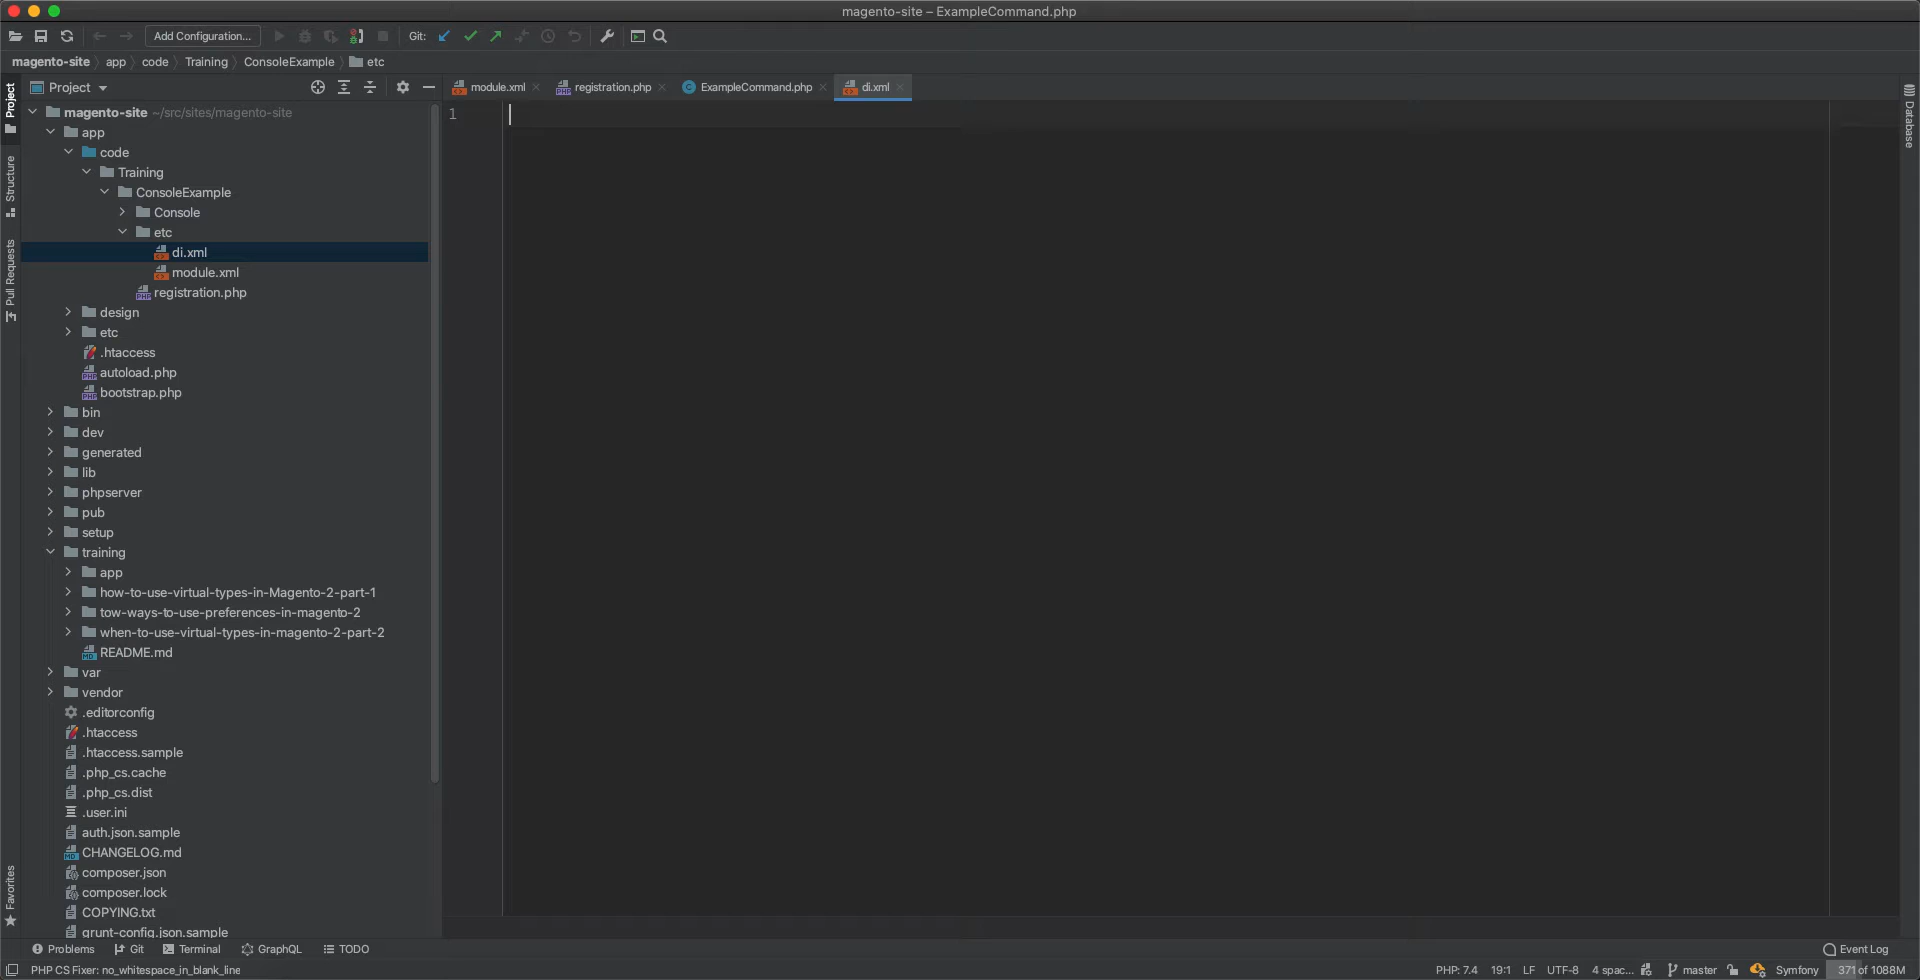 magento-site – ExampleCommand.php
Add Configuration...
Git:
magento-site app code Training ConsoleExample etc
Project
module.xml registration.php ExampleCommand.php di.xml
1
Project
Structure
Pull Requests
Favorites
Database
magento-site ~/src/sites/magento-site
app
code
Training
ConsoleExample
Console
etc
di.xml
module.xml
registration.php
design
etc
.htaccess
autoload.php
bootstrap.php
bin
dev
generated
lib
phpserver
pub
setup
training
app
how-to-use-virtual-types-in-Magento-2-part-1
tow-ways-to-use-preferences-in-magento-2
when-to-use-virtual-types-in-magento-2-part-2
README.md
var
vendor
.editorconfig
.htaccess
.htaccess.sample
.php_cs.cache
.php_cs.dist
.user.ini
auth.json.sample
CHANGELOG.md
composer.json
composer.lock
COPYING.txt
grunt-config.json.sample
Problems Git Terminal GraphQL TODO Event Log
PHP CS Fixer: no_whitespace_in_blank_line PHP: 7.4 19:1 LF UTF-8 4 spac... master Symfony 371 of 1088M